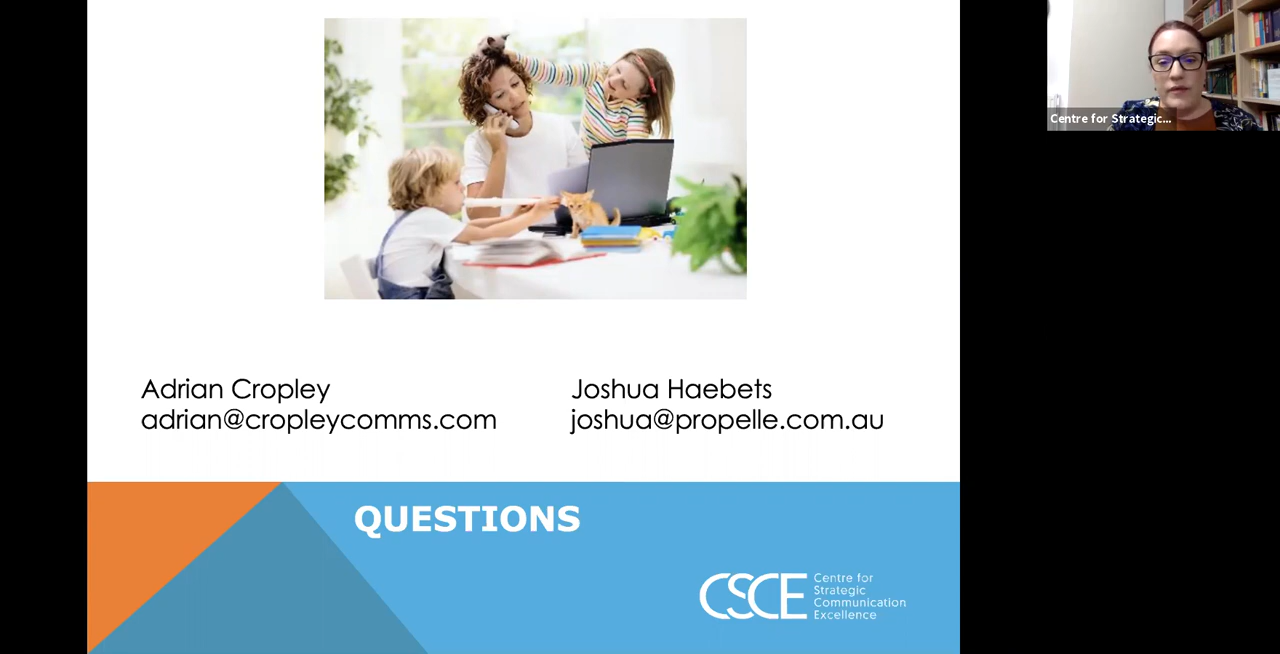 Centre for Strategic...
Adrian Cropley
adrian@cropleycomms.com
Joshua Haebets
joshua@propelle.com.au
QUESTIONS
CSCE
Centre for
Strategic
Communication
Excellence